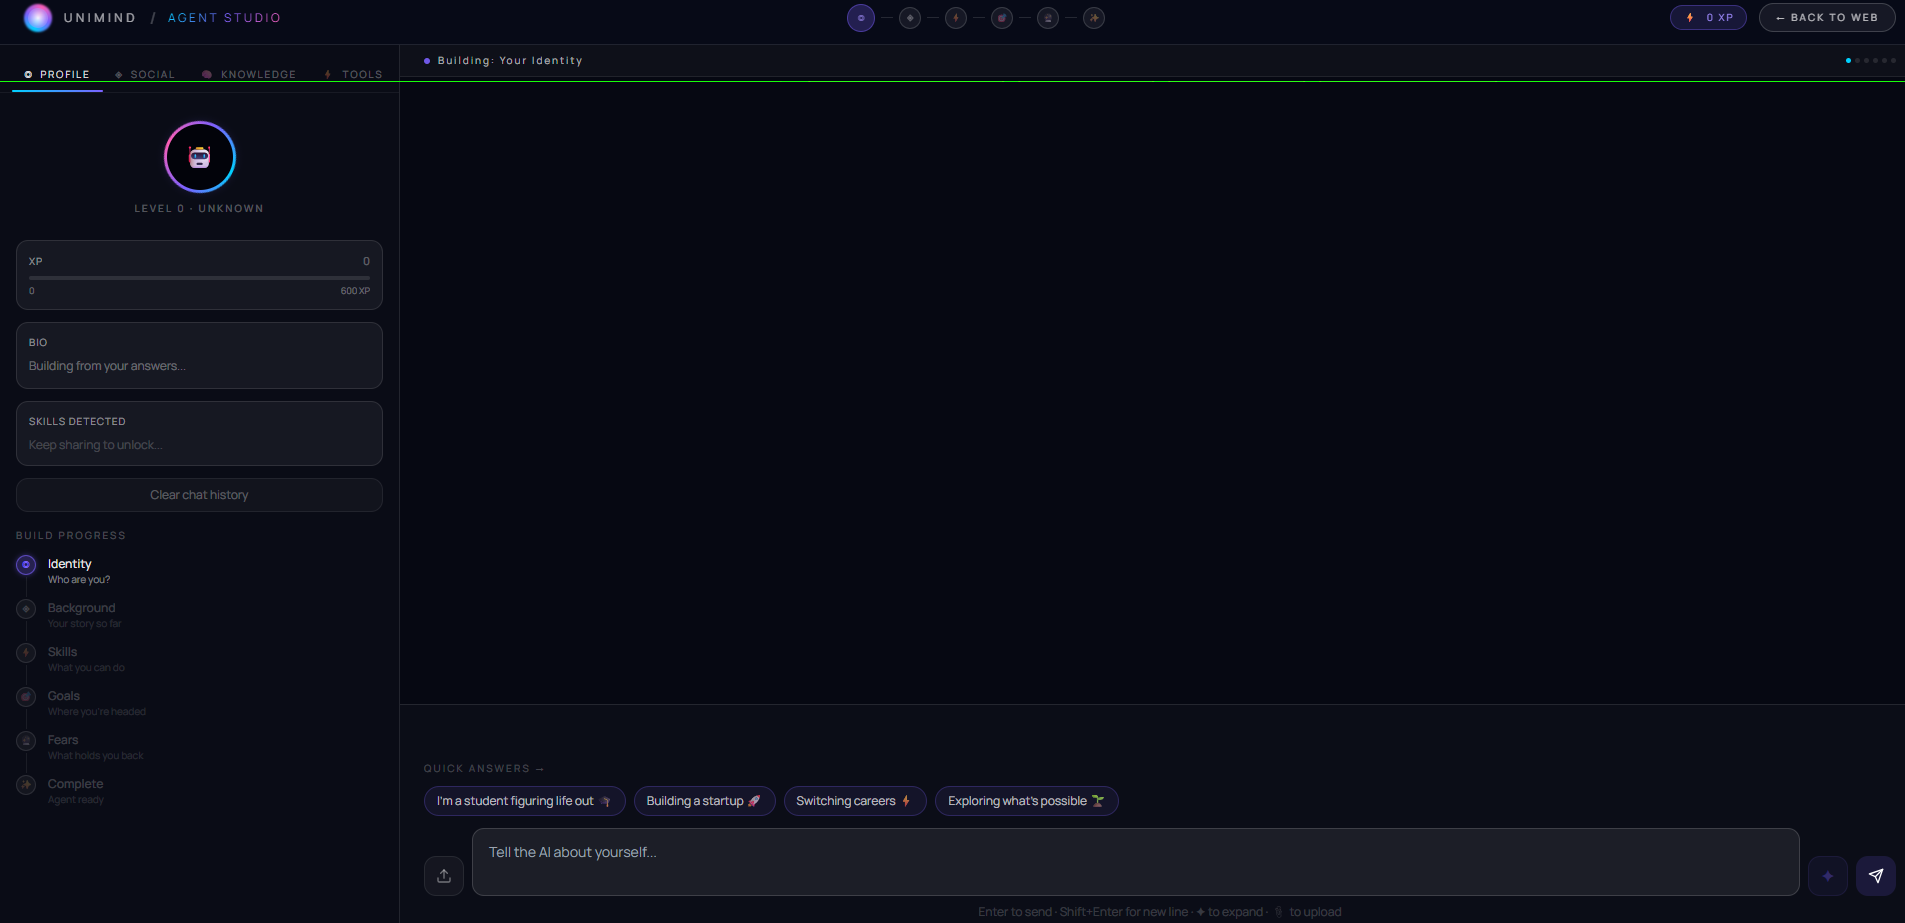 UNIMIND / AGENT STUDIO
0 XP
← BACK TO WEB
PROFILE
SOCIAL
KNOWLEDGE
TOOLS
Building: Your Identity
LEVEL 0 · UNKNOWN
XP 0
0 600 XP
BIO
Building from your answers...
SKILLS DETECTED
Keep sharing to unlock...
Clear chat history
BUILD PROGRESS
Identity
Who are you?
Background
Your story so far
Skills
What you can do
Goals
Where you're headed
Fears
What holds you back
Complete
Agent ready
QUICK ANSWERS →
I'm a student figuring life out
Building a startup 🚀
Switching careers ⚡
Exploring what's possible 🌱
Tell the AI about yourself...
Enter to send · Shift+Enter for new line · ✦ to expand · 📎 to upload